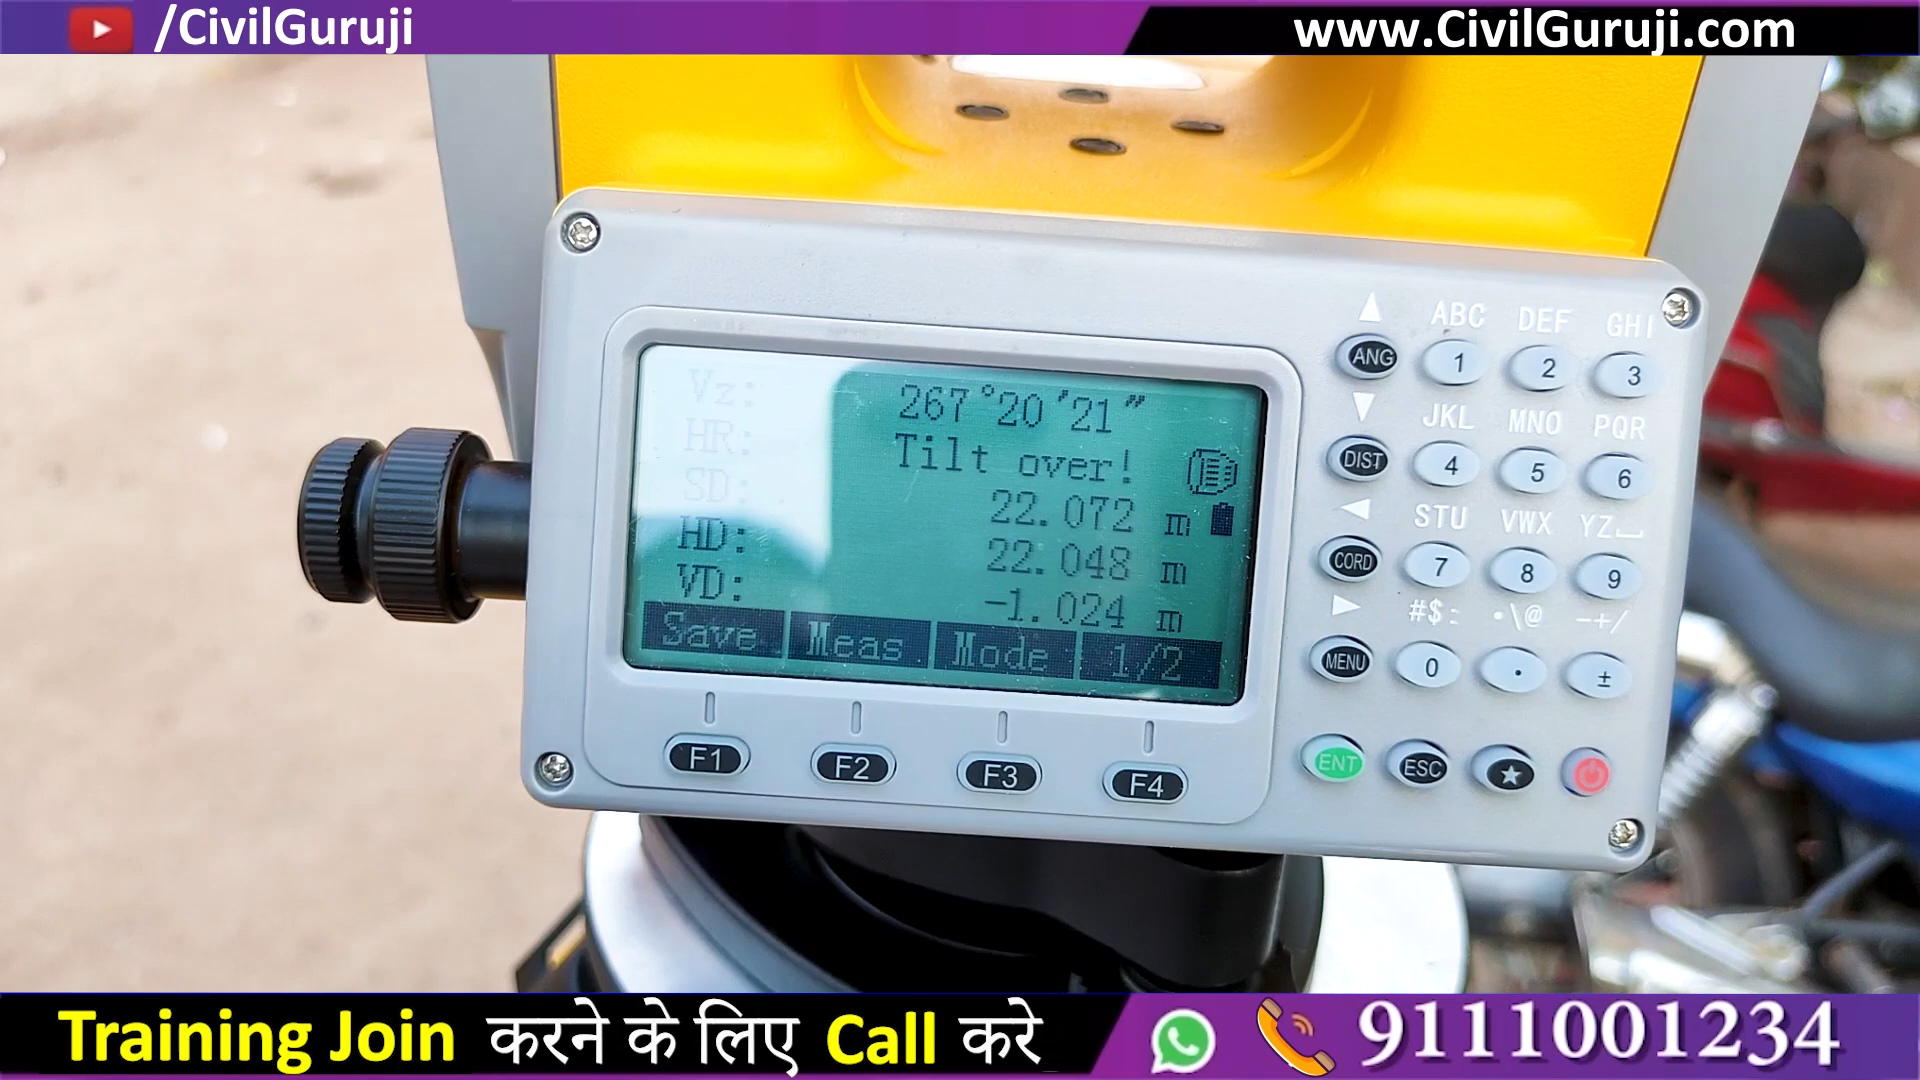 /CivilGuruji
www.CivilGuruji.com
Vz: 267°20′21″
HR: Tilt over!
SD: 22.072 m
HD: 22.048 m
VD: -1.024 m
Save Meas Mode 1/2
F1 F2 F3 F4
ABC DEF GHI
ANG 1 2 3
JKL MNO PQR
DIST 4 5 6
STU VWX YZ
CORD 7 8 9
#$: •\@ -+/
MENU 0 . ±
ENT ESC
Training Join करने के लिए Call करे
9111001234